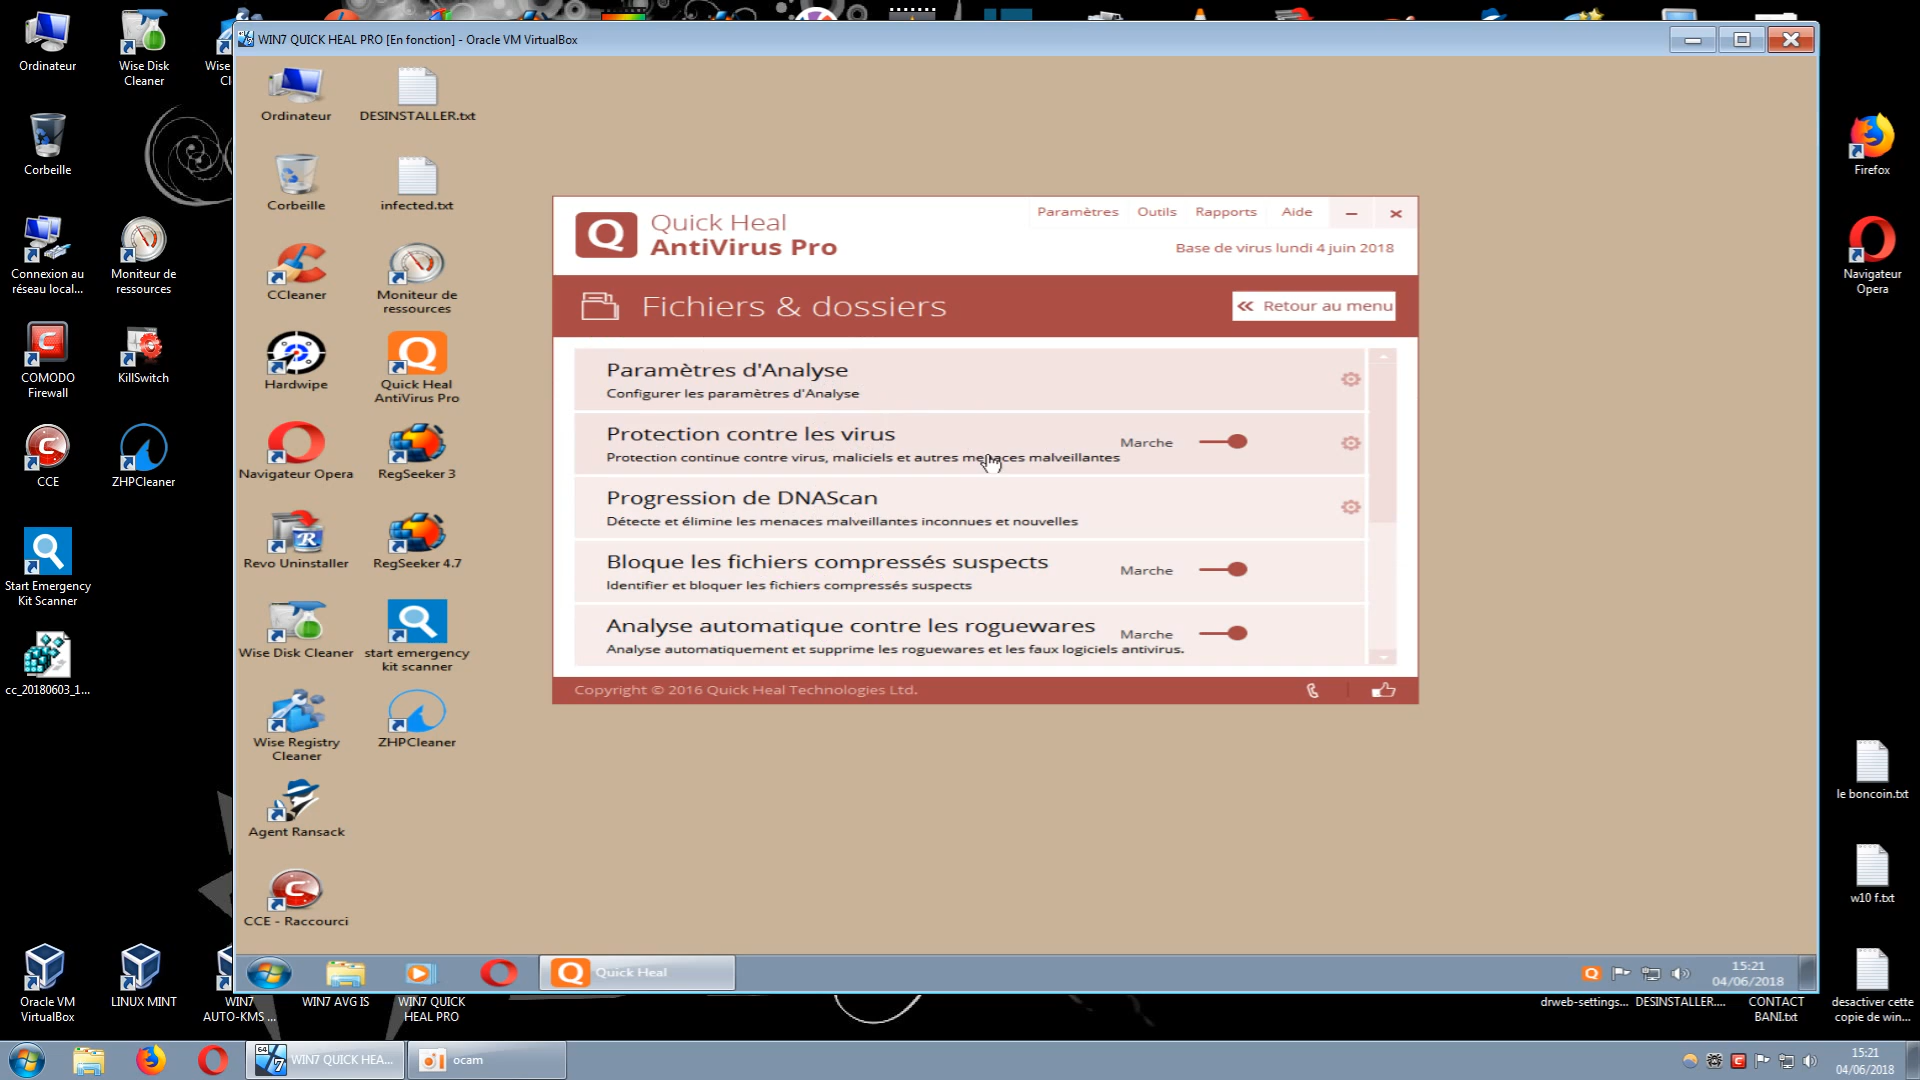 WIN7 QUICK HEAL PRO [En fonction] - Oracle VM VirtualBox
Ordinateur
Wise Disk
Cleaner
Wise
Cl
Corbeille
Connexion au
réseau local...
Moniteur de
ressources
COMODO
Firewall
KillSwitch
CCE
ZHPCleaner
Start Emergency
Kit Scanner
cc_20180603_1...
Oracle VM
VirtualBox
LINUX MINT
WIN7
AUTO-KMS ...
WIN7 AVG IS
WIN7 QUICK
HEAL PRO
Ordinateur
DESINSTALLER.txt
Corbeille
infected.txt
CCleaner
Moniteur de
ressources
Hardwipe
Quick Heal
AntiVirus Pro
Navigateur Opera
RegSeeker 3
Revo Uninstaller
RegSeeker 4.7
Wise Disk Cleaner
start emergency
kit scanner
Wise Registry
Cleaner
ZHPCleaner
Agent Ransack
CCE - Raccourci
Q
Quick Heal
AntiVirus Pro
Paramètres
Outils
Rapports
Aide
Base de virus lundi 4 juin 2018
Fichiers & dossiers
Retour au menu
Paramètres d'Analyse
Configurer les paramètres d'Analyse
Protection contre les virus
Marche
Protection continue contre virus, maliciels et autres menaces malveillantes
Progression de DNAScan
Détecte et élimine les menaces malveillantes inconnues et nouvelles
Bloque les fichiers compressés suspects
Marche
Identifier et bloquer les fichiers compressés suspects
Analyse automatique contre les roguewares
Marche
Analyse automatiquement et supprime les roguewares et les faux logiciels antivirus.
Copyright © 2016 Quick Heal Technologies Ltd.
Quick Heal
15:21
04/06/2018
Firefox
Navigateur
Opera
le boncoin.txt
w10 f.txt
drweb-settings...
DESINSTALLER....
CONTACT
BANI.txt
desactiver cette
copie de win...
WIN7 QUICK HEA...
ocam
15:21
04/06/2018